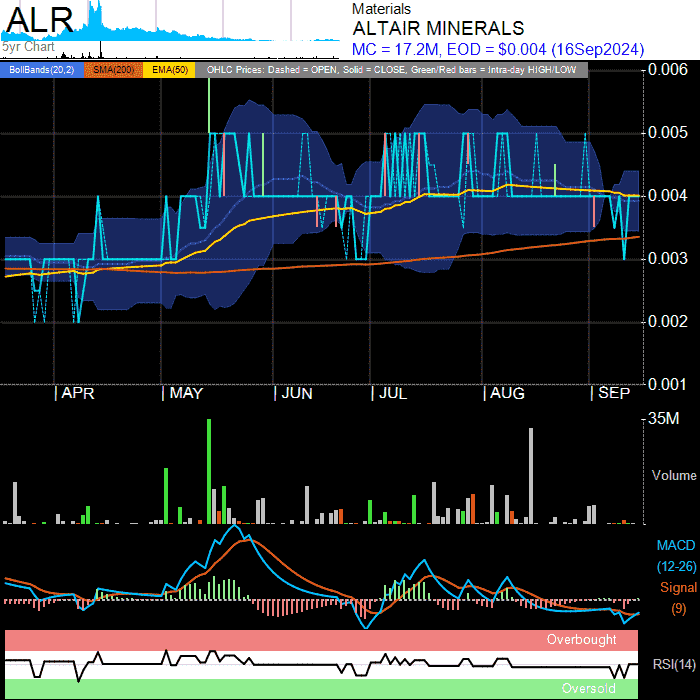 ALR
5yr Chart
Materials
ALTAIR MINERALS
MC = 17.2M, EOD = $0.004 (16Sep2024)
BollBands(20,2) SMA(200) EMA(50) OHLC Prices: Dashed = OPEN, Solid = CLOSE, Green/Red bars = Intra-day HIGH/LOW
0.006
0.005
0.004
0.003
0.002
0.001
APR MAY JUN JUL AUG SEP
35M
Volume
MACD
(12-26)
Signal
(9)
Overbought
RSI(14)
Oversold